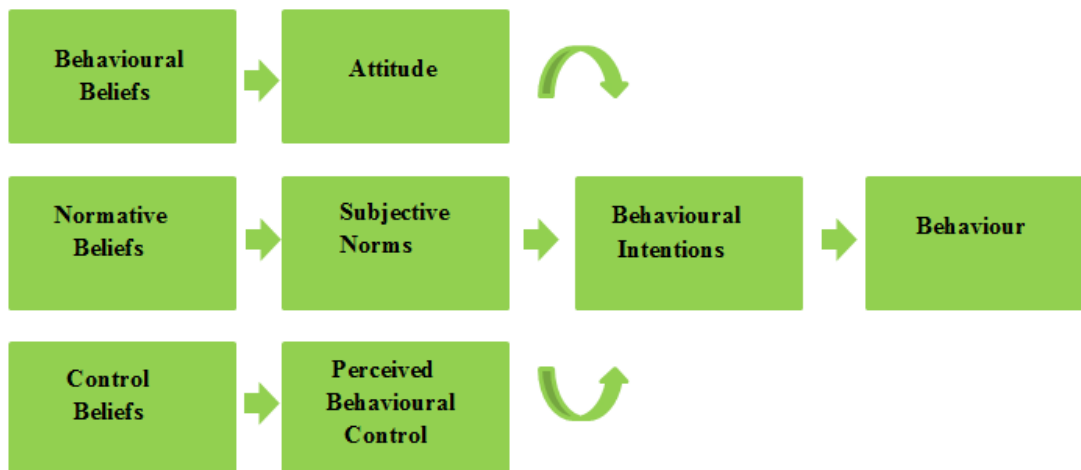 Behavioural
Beliefs
Attitude
Normative
Beliefs
Subjective
Norms
Behavioural
Intentions
Behaviour
Control
Beliefs
Perceived
Behavioural
Control